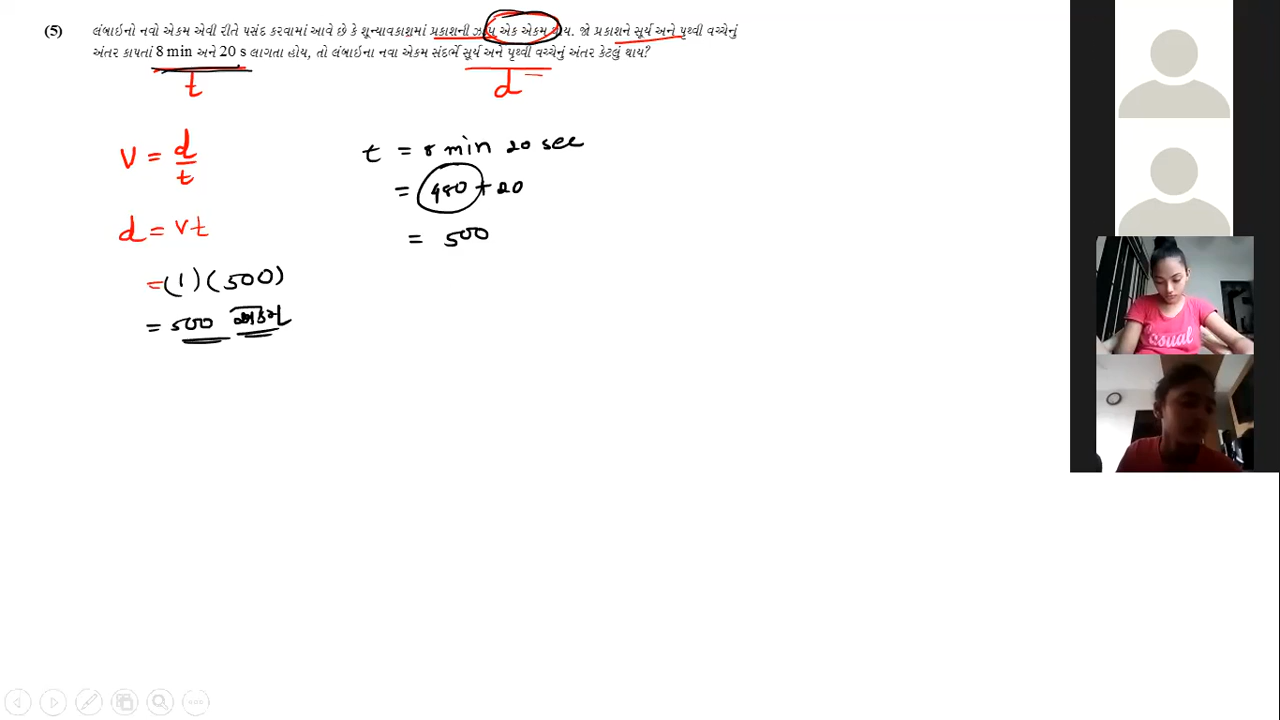 (5) લંબાઈનો નવો એકમ એવી રીતે પસંદ કરવામાં આવે છે કે શૂન્યાવકાશમાં પ્રકાશની ઝડપ એક એકમ થાય. જો પ્રકાશને સૂર્ય અને પૃથ્વી વચ્ચેનું
અંતર કાપતાં 8 min અને 20 s લાગતા હોય, તો લંબાઈના નવા એકમ સંદર્ભે સૂર્ય અને પૃથ્વી વચ્ચેનું અંતર કેટલું થાય?
t
d
V = d/t
d = vt
= (1) (500)
= 500 એકમ
t = 8 min 20 sec
= 480 + 20
= 500
casual